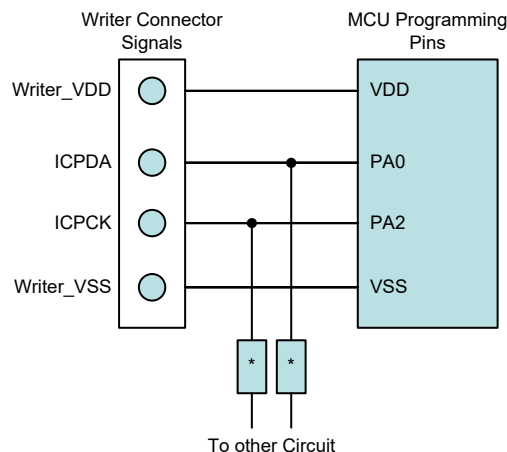 Writer Connector
Signals
MCU Programming
Pins
Writer_VDD
VDD
ICPDA
PA0
ICPCK
PA2
Writer_VSS
VSS
* *
To other Circuit